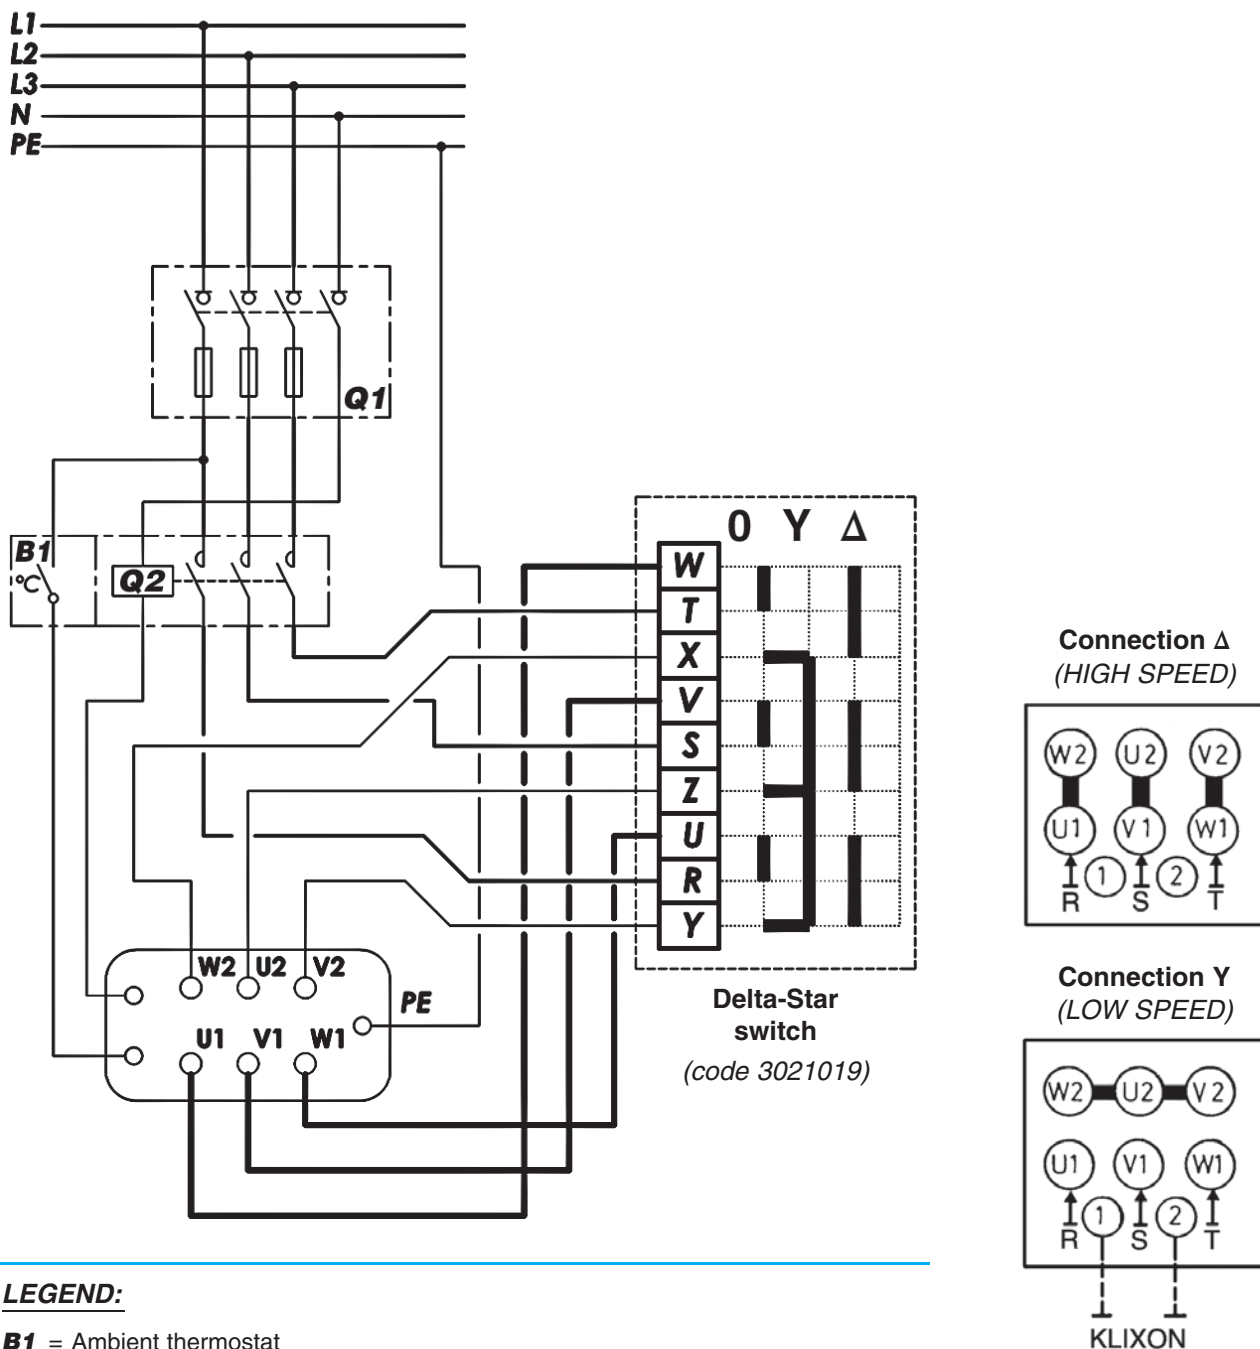 L1
L2
L3
N
PE
Q1
B1
°C
Q2
0 Y Δ
W
T
X
V
S
Z
U
R
Y
W2 U2 V2
PE
U1 V1 W1
Delta-Star
switch
(code 3021019)
Connection Δ
(HIGH SPEED)
W2 U2 V2
U1 V1 W1
1 2
R S T
Connection Y
(LOW SPEED)
W2 U2 V2
U1 V1 W1
1 2
R S T
KLIXON
LEGEND:
B1 = Ambient thermostat